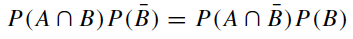 P(A ∩ B)P(B̄) = P(A ∩ B̄)P(B)